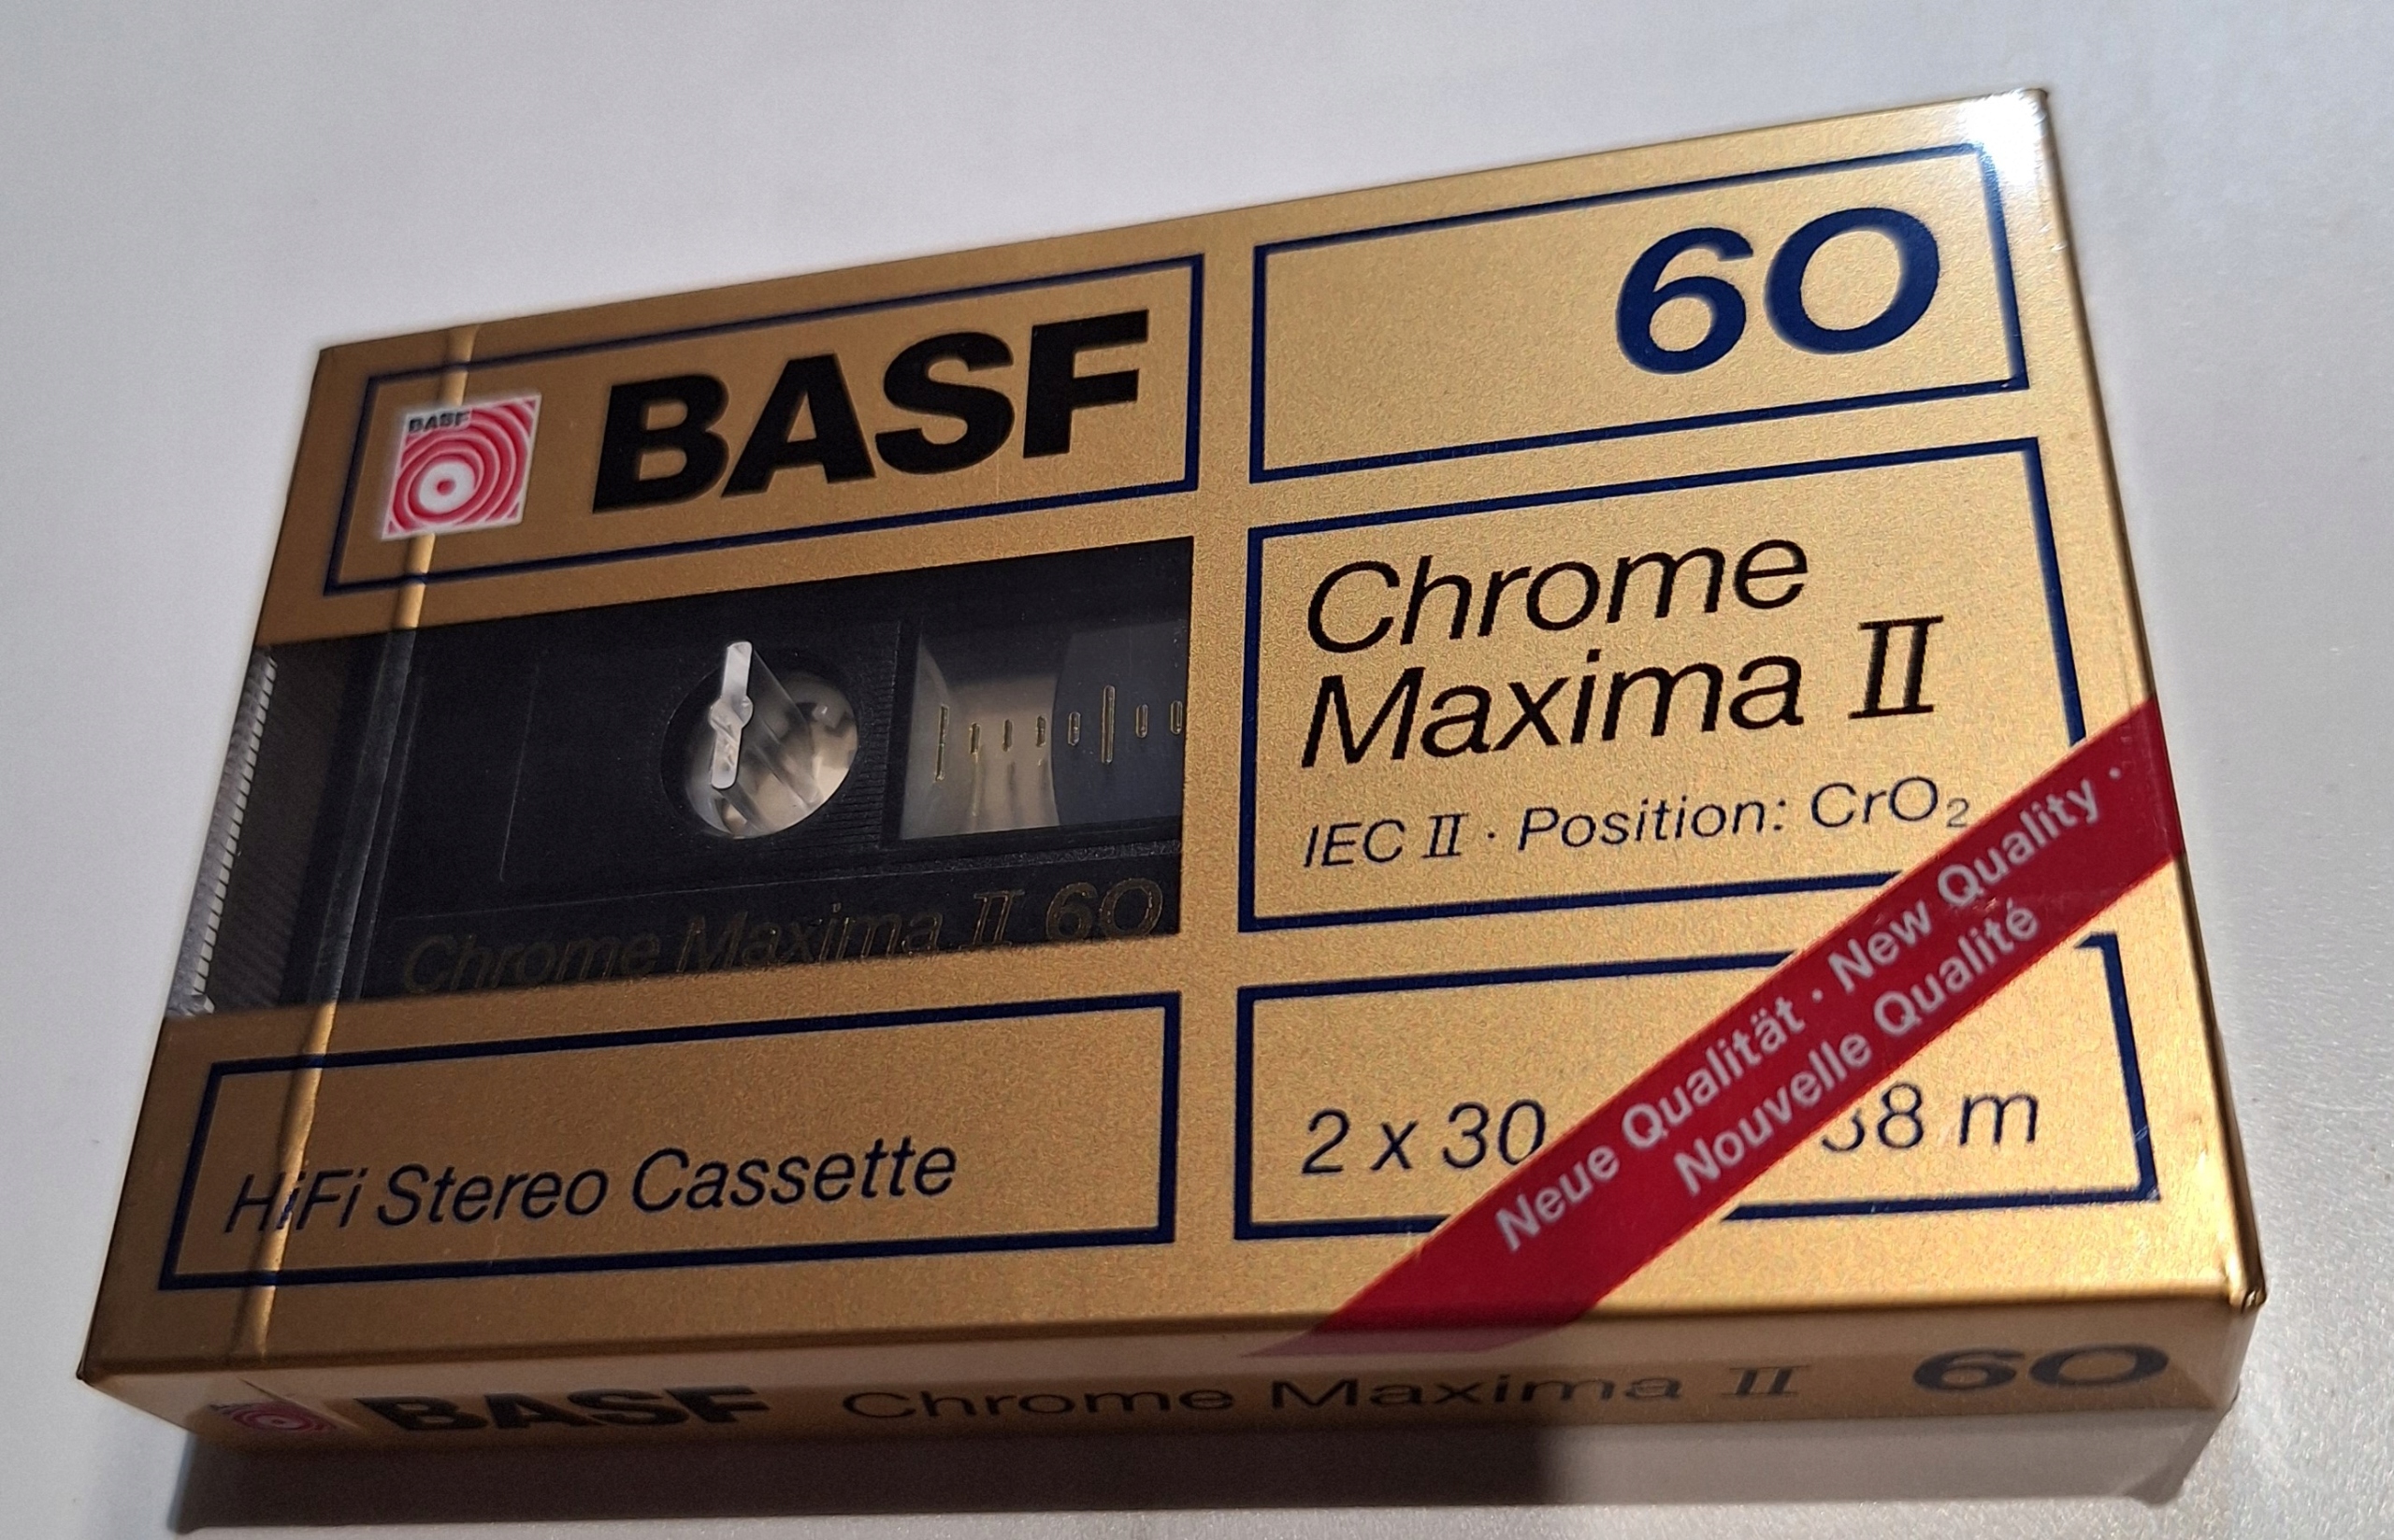 BASF
BASF
60
Chrome
Maxima II
IEC II · Position: CrO₂
Chrome Maxima II 60
HiFi Stereo Cassette
2 x 30
8 m
Neue Qualität · New Quality ·
Nouvelle Qualité
BASF Chrome Maxima II 60